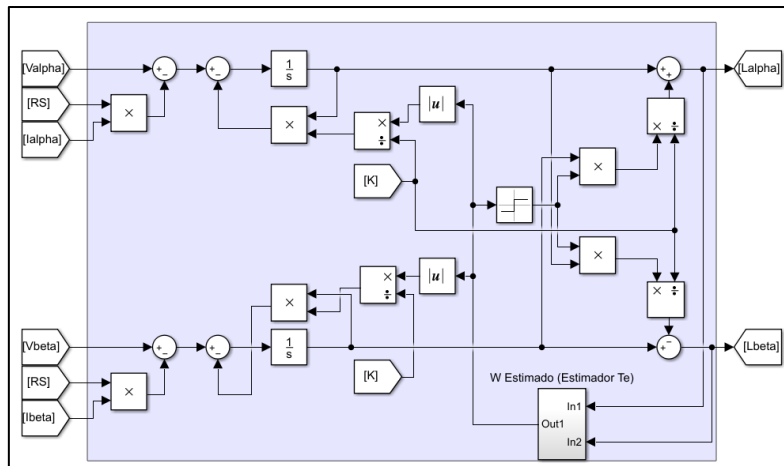 [Valpha]
[RS]
[Ialpha]
+
−
+
−
1
s
×
×
×
÷
|u|
[K]
+
+
[Lalpha]
×
×
÷
×
×
÷
×
÷
|u|
×
[Vbeta]
+
−
+
−
1
s
−
+
[Lbeta]
[RS]
×
[Ibeta]
[K]
W Estimado (Estimador Te)
In1
Out1
In2